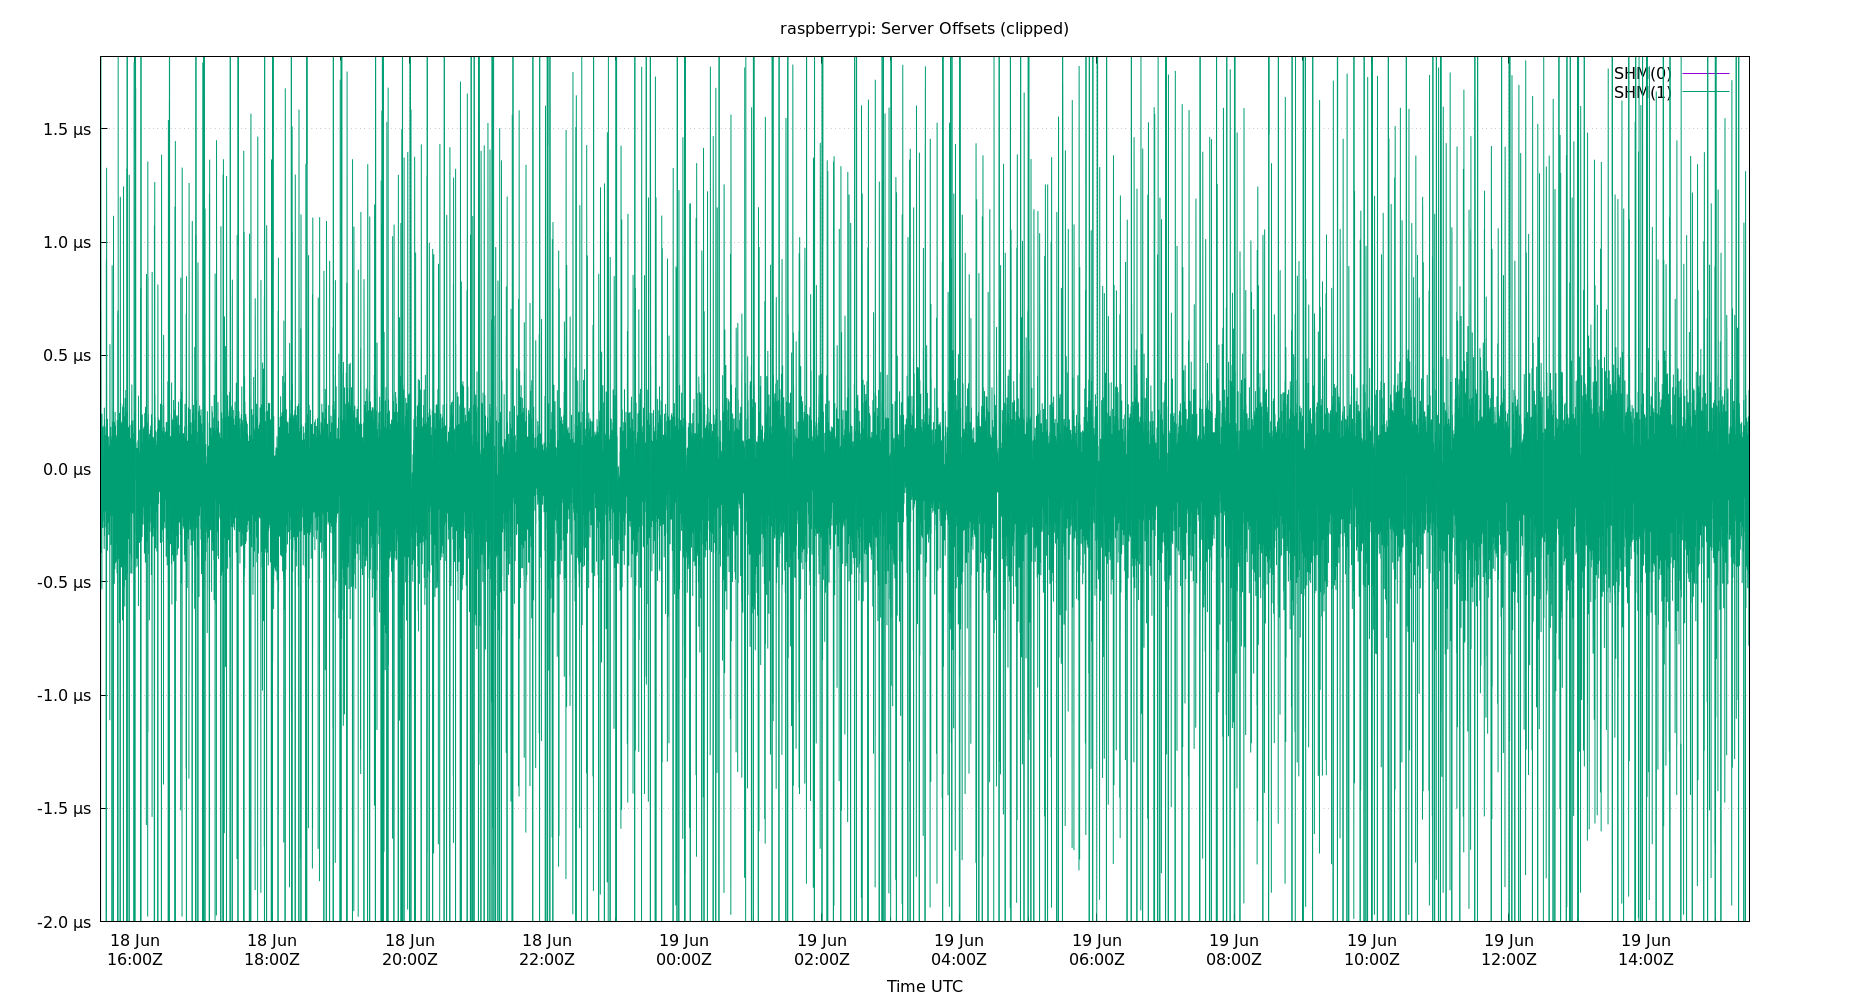 raspberrypi: Server Offsets (clipped)
SHM(0)
SHM(1)
1.5 µs
1.0 µs
0.5 µs
0.0 µs
-0.5 µs
-1.0 µs
-1.5 µs
-2.0 µs
18 Jun 18 Jun 18 Jun 18 Jun 19 Jun 19 Jun 19 Jun 19 Jun 19 Jun 19 Jun 19 Jun 19 Jun
16:00Z 18:00Z 20:00Z 22:00Z 00:00Z 02:00Z 04:00Z 06:00Z 08:00Z 10:00Z 12:00Z 14:00Z
Time UTC